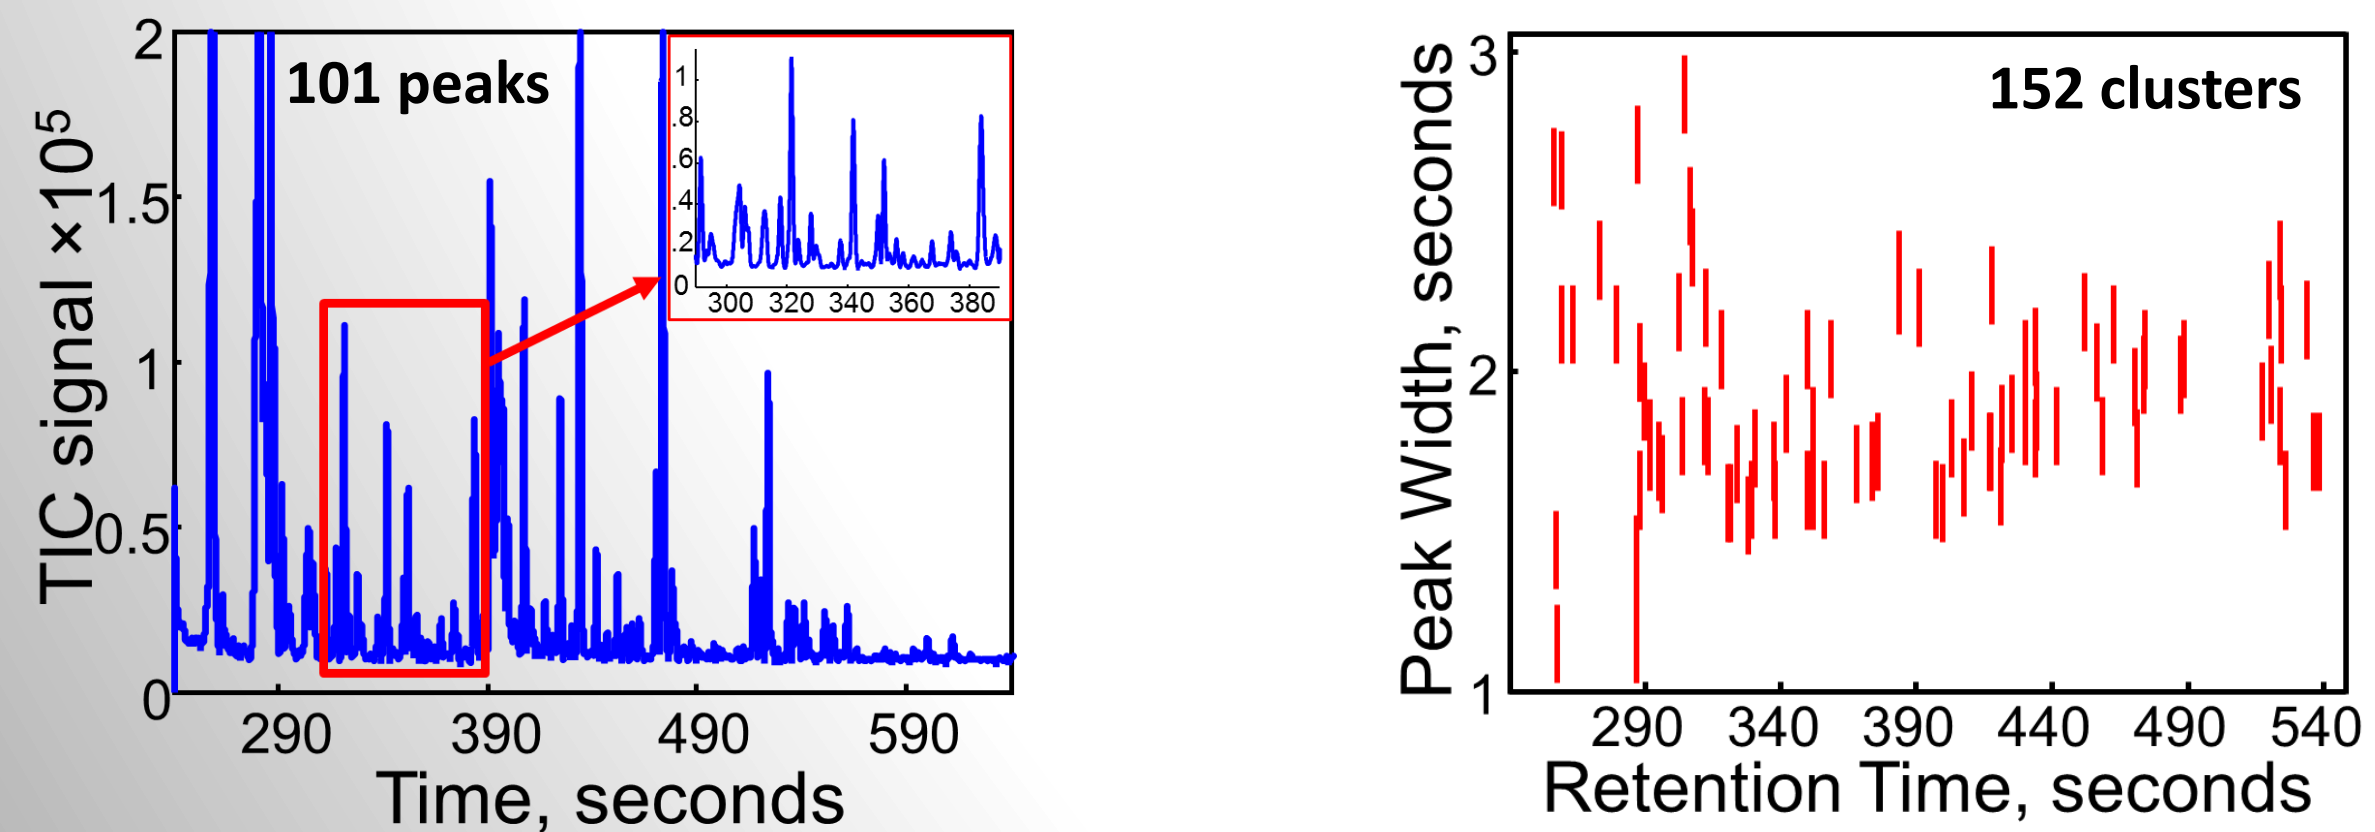 TIC signal ×10⁵
2
1.5
1
0.5
0
101 peaks
1
.8
.6
.4
.2
0
300 320 340 360 380
290 390 490 590
Time, seconds
Peak Width, seconds
3
2
1
152 clusters
290 340 390 440 490 540
Retention Time, seconds